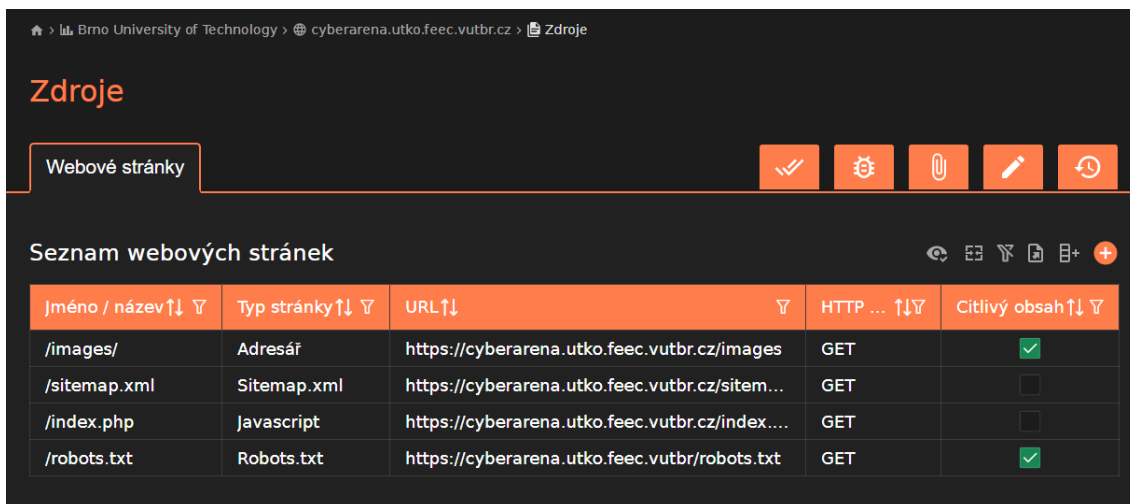 > Brno University of Technology > cyberarena.utko.feec.vutbr.cz > Zdroje
Zdroje
Webové stránky
Seznam webových stránek
Jméno / název Typ stránky URL HTTP ... Citlivý obsah
/images/ Adresář https://cyberarena.utko.feec.vutbr.cz/images GET
/sitemap.xml Sitemap.xml https://cyberarena.utko.feec.vutbr.cz/sitem... GET
/index.php Javascript https://cyberarena.utko.feec.vutbr.cz/index.... GET
/robots.txt Robots.txt https://cyberarena.utko.feec.vutbr/robots.txt GET